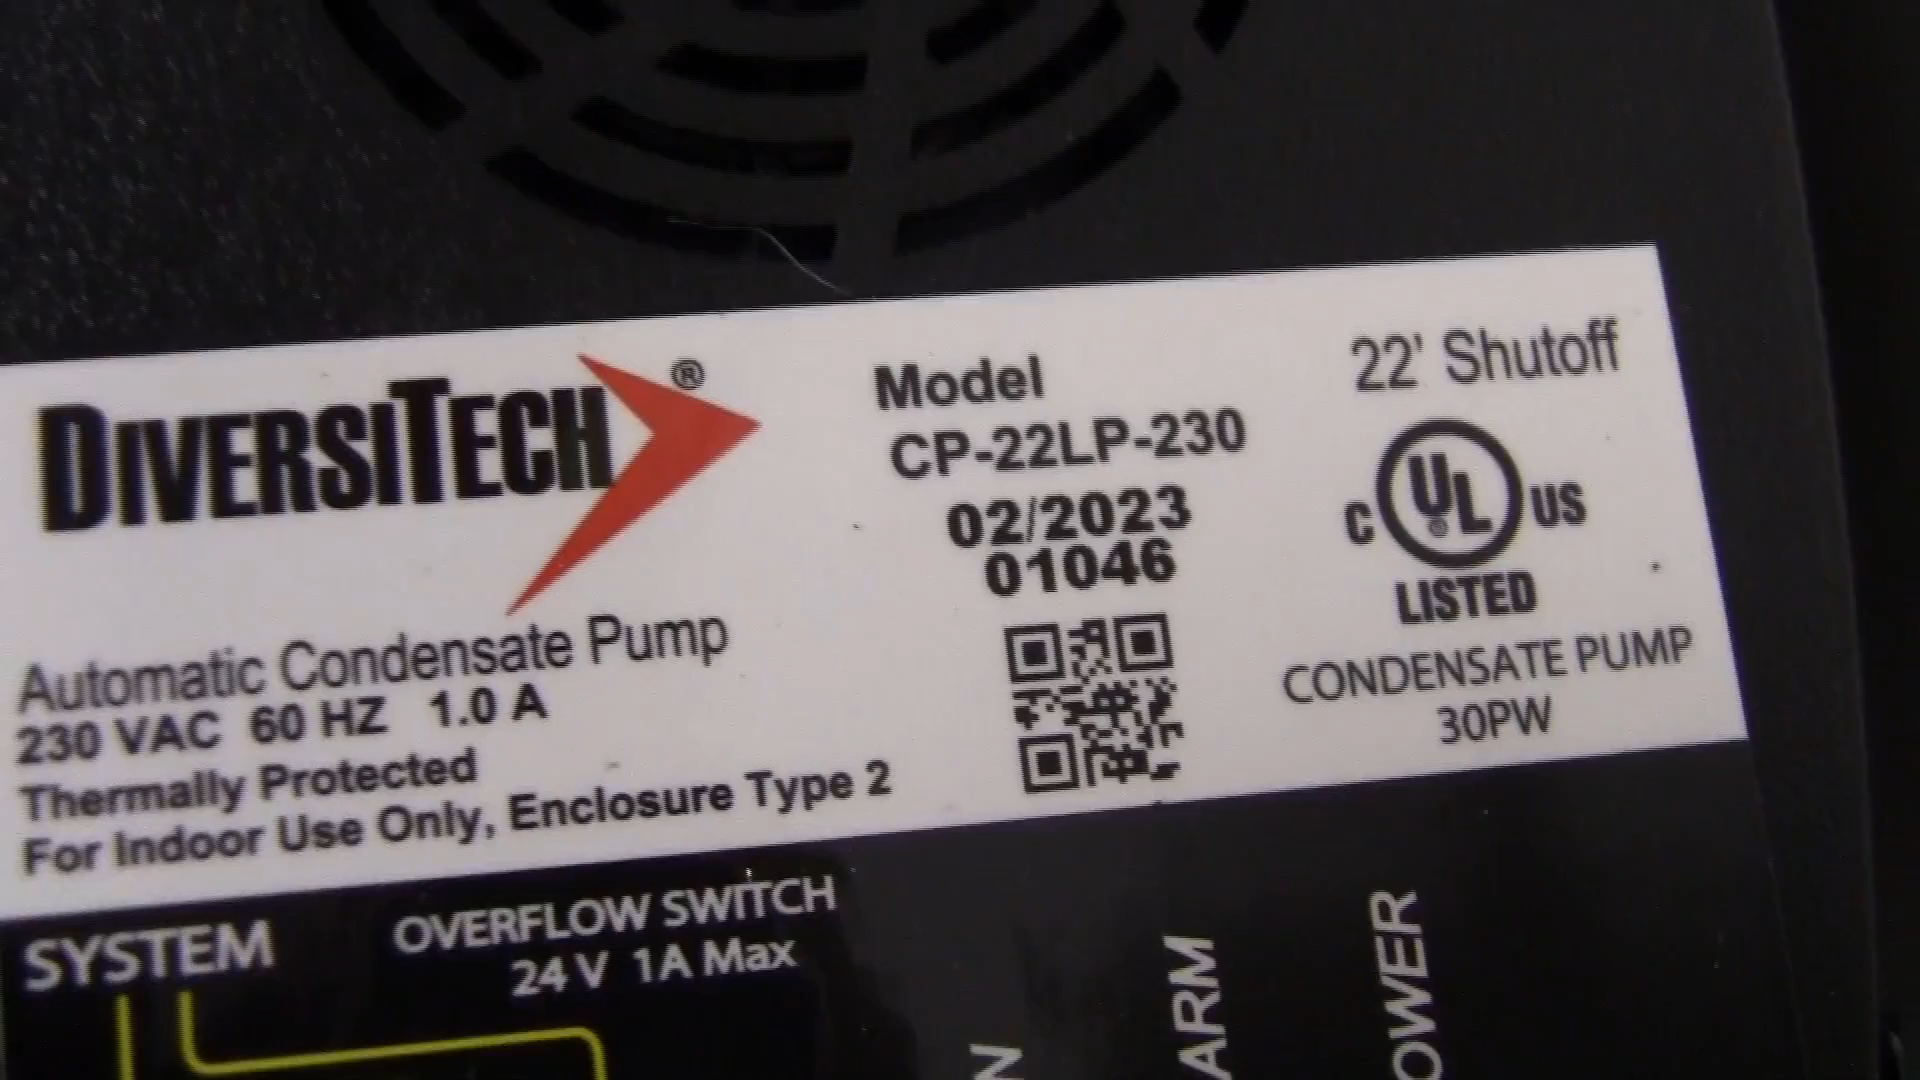 DIVERSITECH®
Automatic Condensate Pump
230 VAC 60 HZ 1.0 A
Thermally Protected
For Indoor Use Only, Enclosure Type 2
Model
CP-22LP-230
02/2023
01046
22' Shutoff
C UL® US
LISTED
CONDENSATE PUMP
30PW
SYSTEM
OVERFLOW SWITCH
24 V 1A Max
N
ARM
OWER